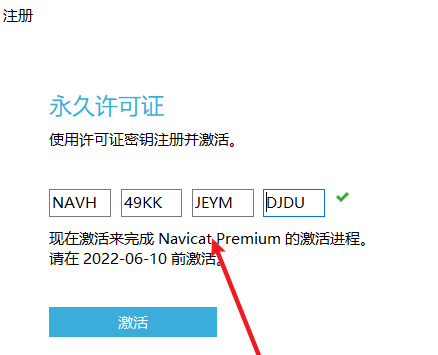 注册
永久许可证
使用许可证密钥注册并激活。
NAVH 49KK JEYM DJDU
现在激活来完成 Navicat Premium 的激活进程。
请在 2022-06-10 前激活。
激活